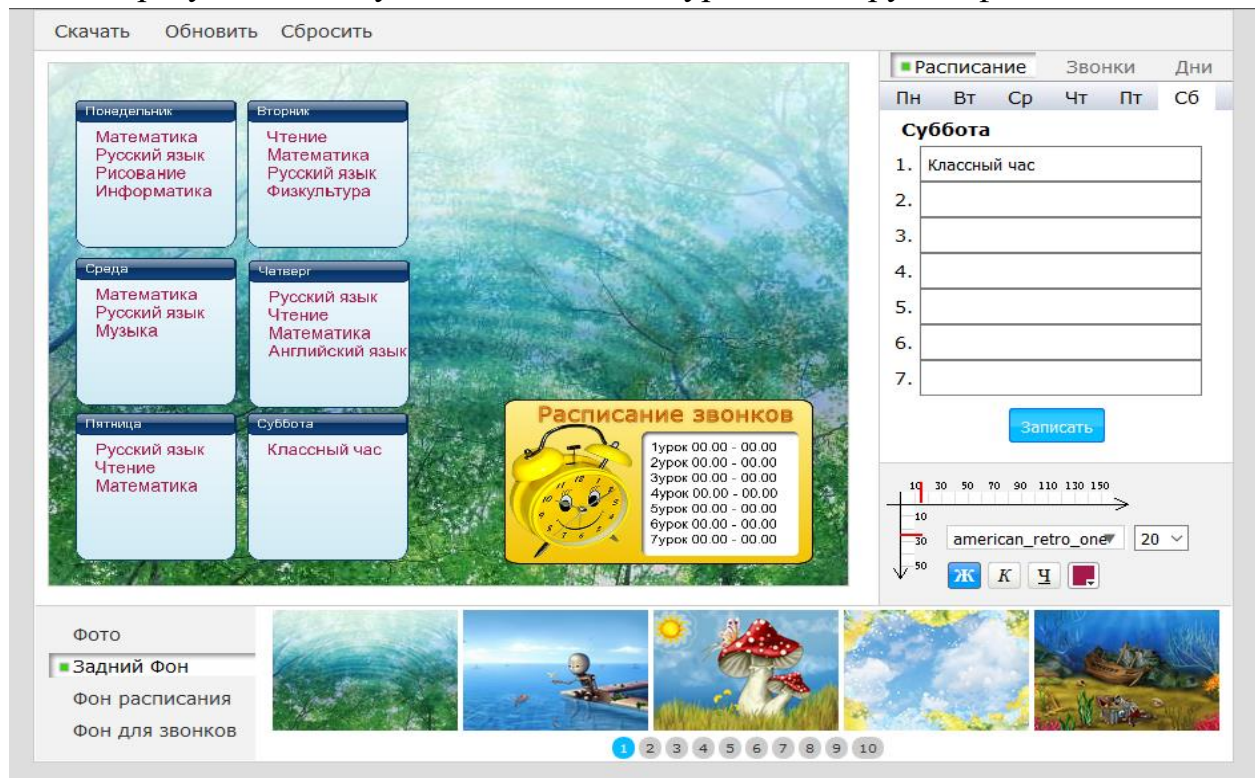 Скачать Обновить Сбросить
Понедельник
Математика
Русский язык
Рисование
Информатика
Вторник
Чтение
Математика
Русский язык
Физкультура
Среда
Математика
Русский язык
Музыка
Четверг
Русский язык
Чтение
Математика
Английский язык
Пятница
Русский язык
Чтение
Математика
Суббота
Классный час
Расписание звонков
1урок 00.00 - 00.00
2урок 00.00 - 00.00
3урок 00.00 - 00.00
4урок 00.00 - 00.00
5урок 00.00 - 00.00
6урок 00.00 - 00.00
7урок 00.00 - 00.00
Расписание Звонки Дни
Пн Вт Ср Чт Пт Сб
Суббота
1. Классный час
2.
3.
4.
5.
6.
7.
Записать
10 30 50 70 90 110 130 150
10
30
50
american_retro_one 20
Ж К Ч
Фото
Задний Фон
Фон расписания
Фон для звонков
1 2 3 4 5 6 7 8 9 10